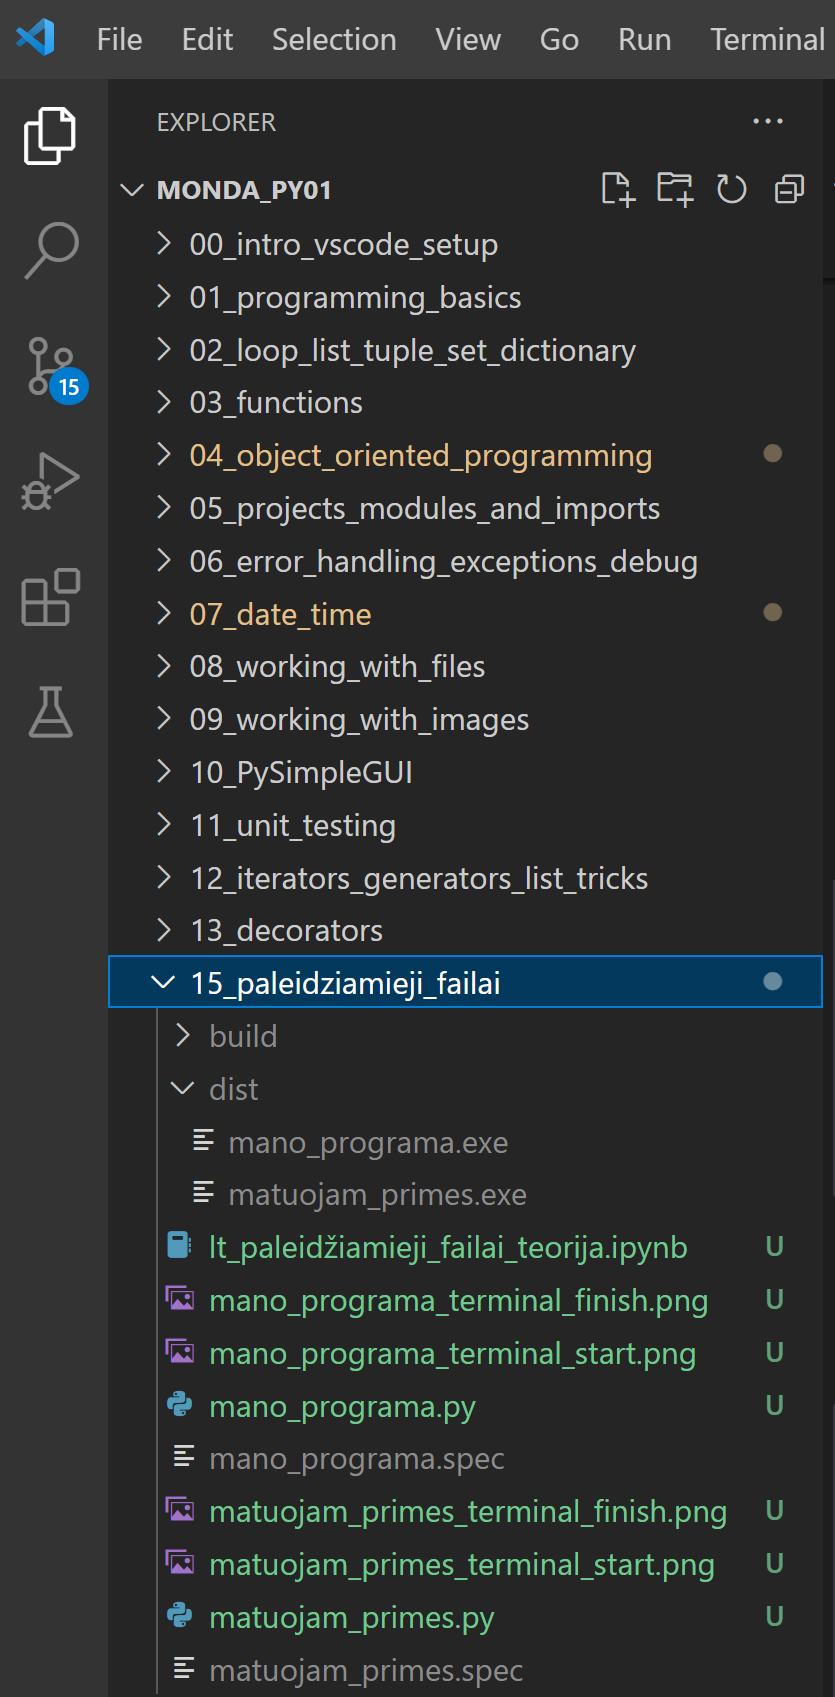 File Edit Selection View Go Run Terminal
EXPLORER
MONDA_PY01
00_intro_vscode_setup
01_programming_basics
02_loop_list_tuple_set_dictionary
03_functions
15
04_object_oriented_programming
05_projects_modules_and_imports
06_error_handling_exceptions_debug
07_date_time
08_working_with_files
09_working_with_images
10_PySimpleGUI
11_unit_testing
12_iterators_generators_list_tricks
13_decorators
15_paleidziamieji_failai
build
dist
mano_programa.exe
matuojam_primes.exe
lt_paleidžiamieji_failai_teorija.ipynb U
mano_programa_terminal_finish.png U
mano_programa_terminal_start.png U
mano_programa.py U
mano_programa.spec
matuojam_primes_terminal_finish.png U
matuojam_primes_terminal_start.png U
matuojam_primes.py U
matuojam_primes.spec